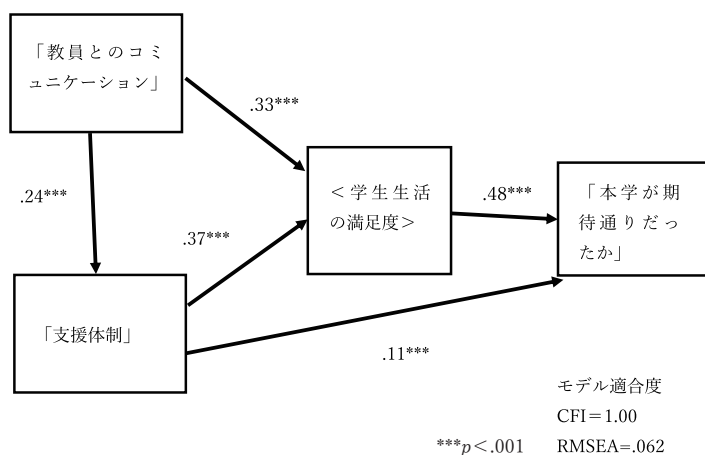 「教員とのコミ
ュニケーション」
.33***
.24***
<学生生活
の満足度>
.48***
「本学が期
待通りだっ
たか」
.37***
「支援体制」
.11***
モデル適合度
CFI=1.00
***p<.001
RMSEA=.062